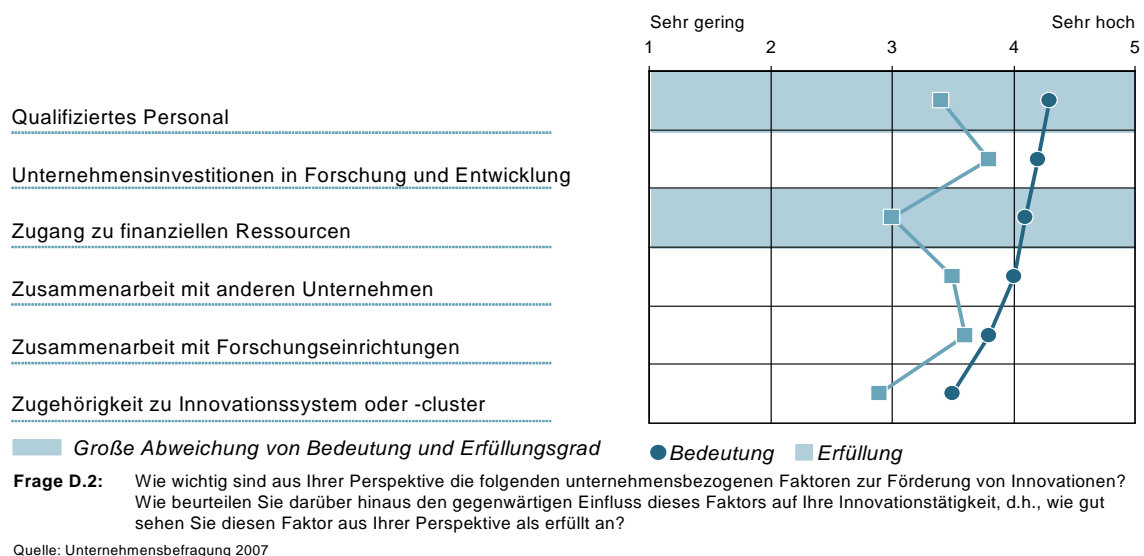 Sehr gering Sehr hoch
1 2 3 4 5
Qualifiziertes Personal
Unternehmensinvestitionen in Forschung und Entwicklung
Zugang zu finanziellen Ressourcen
Zusammenarbeit mit anderen Unternehmen
Zusammenarbeit mit Forschungseinrichtungen
Zugehörigkeit zu Innovationssystem oder -cluster
Große Abweichung von Bedeutung und Erfüllungsgrad Bedeutung Erfüllung
Frage D.2: Wie wichtig sind aus Ihrer Perspektive die folgenden unternehmensbezogenen Faktoren zur Förderung von Innovationen?
Wie beurteilen Sie darüber hinaus den gegenwärtigen Einfluss dieses Faktors auf Ihre Innovationstätigkeit, d.h., wie gut
sehen Sie diesen Faktor aus Ihrer Perspektive als erfüllt an?
Quelle: Unternehmensbefragung 2007